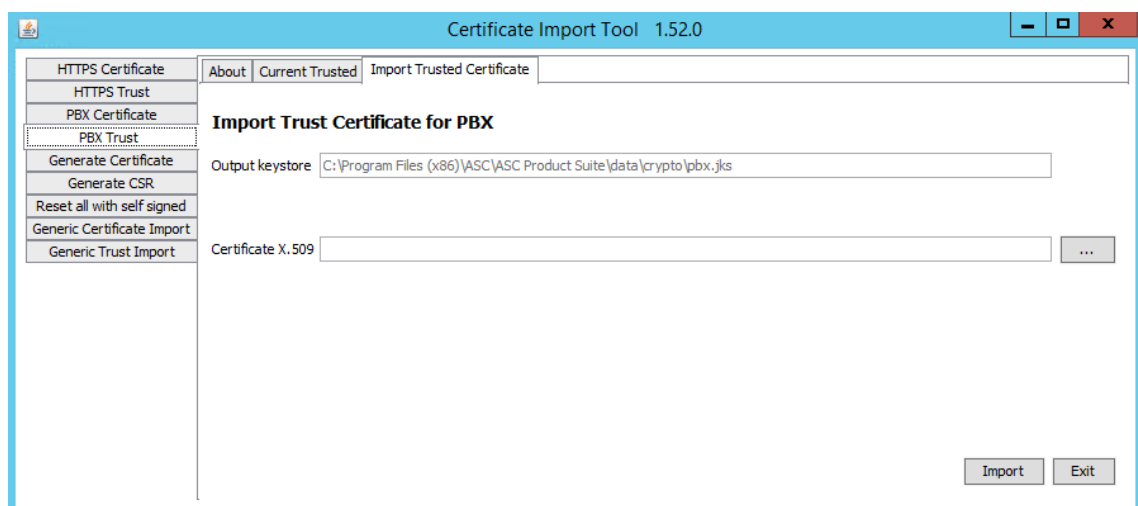 Certificate Import Tool 1.52.0
HTTPS Certificate
HTTPS Trust
PBX Certificate
PBX Trust
Generate Certificate
Generate CSR
Reset all with self signed
Generic Certificate Import
Generic Trust Import
About Current Trusted Import Trusted Certificate
Import Trust Certificate for PBX
Output keystore C:\Program Files (x86)\ASC\ASC Product Suite\data\crypto\pbx.jks
Certificate X.509 ...
Import Exit